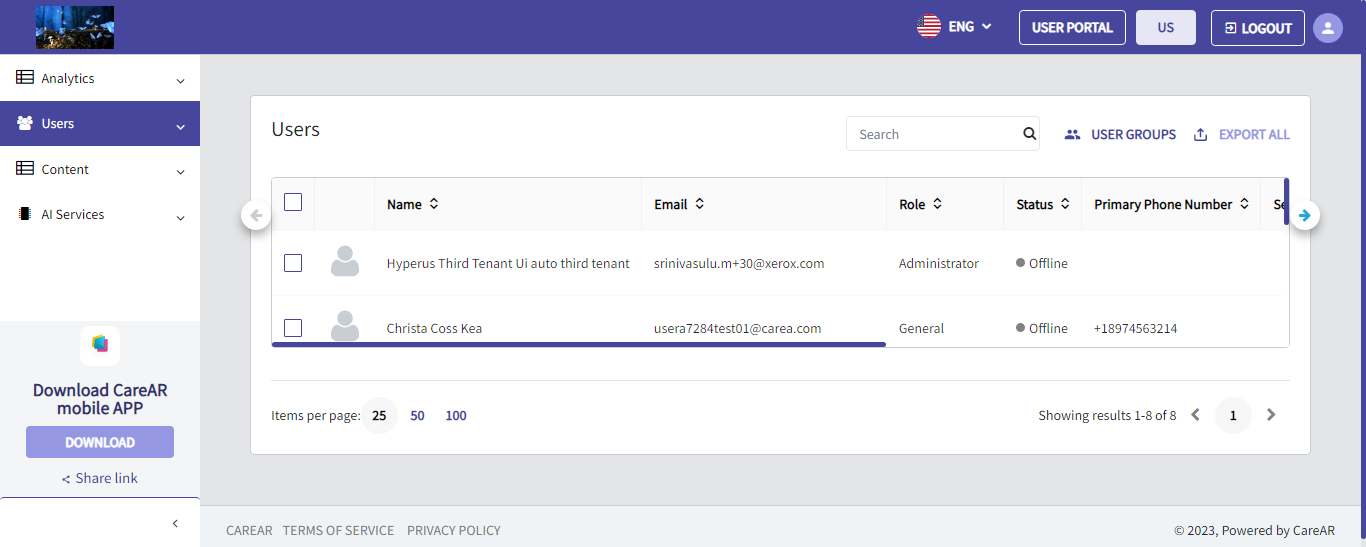 ENG USER PORTAL US LOGOUT
Analytics
Users
Content
AI Services
Download CareAR
mobile APP
DOWNLOAD
Share link
Users
Search USER GROUPS EXPORT ALL
Name Email Role Status Primary Phone Number Se
Hyperus Third Tenant Ui auto third tenant srinivasulu.m+30@xerox.com Administrator Offline
Christa Coss Kea usera7284test01@carea.com General Offline +18974563214
Items per page: 25 50 100 Showing results 1-8 of 8 1
CAREAR TERMS OF SERVICE PRIVACY POLICY © 2023, Powered by CareAR